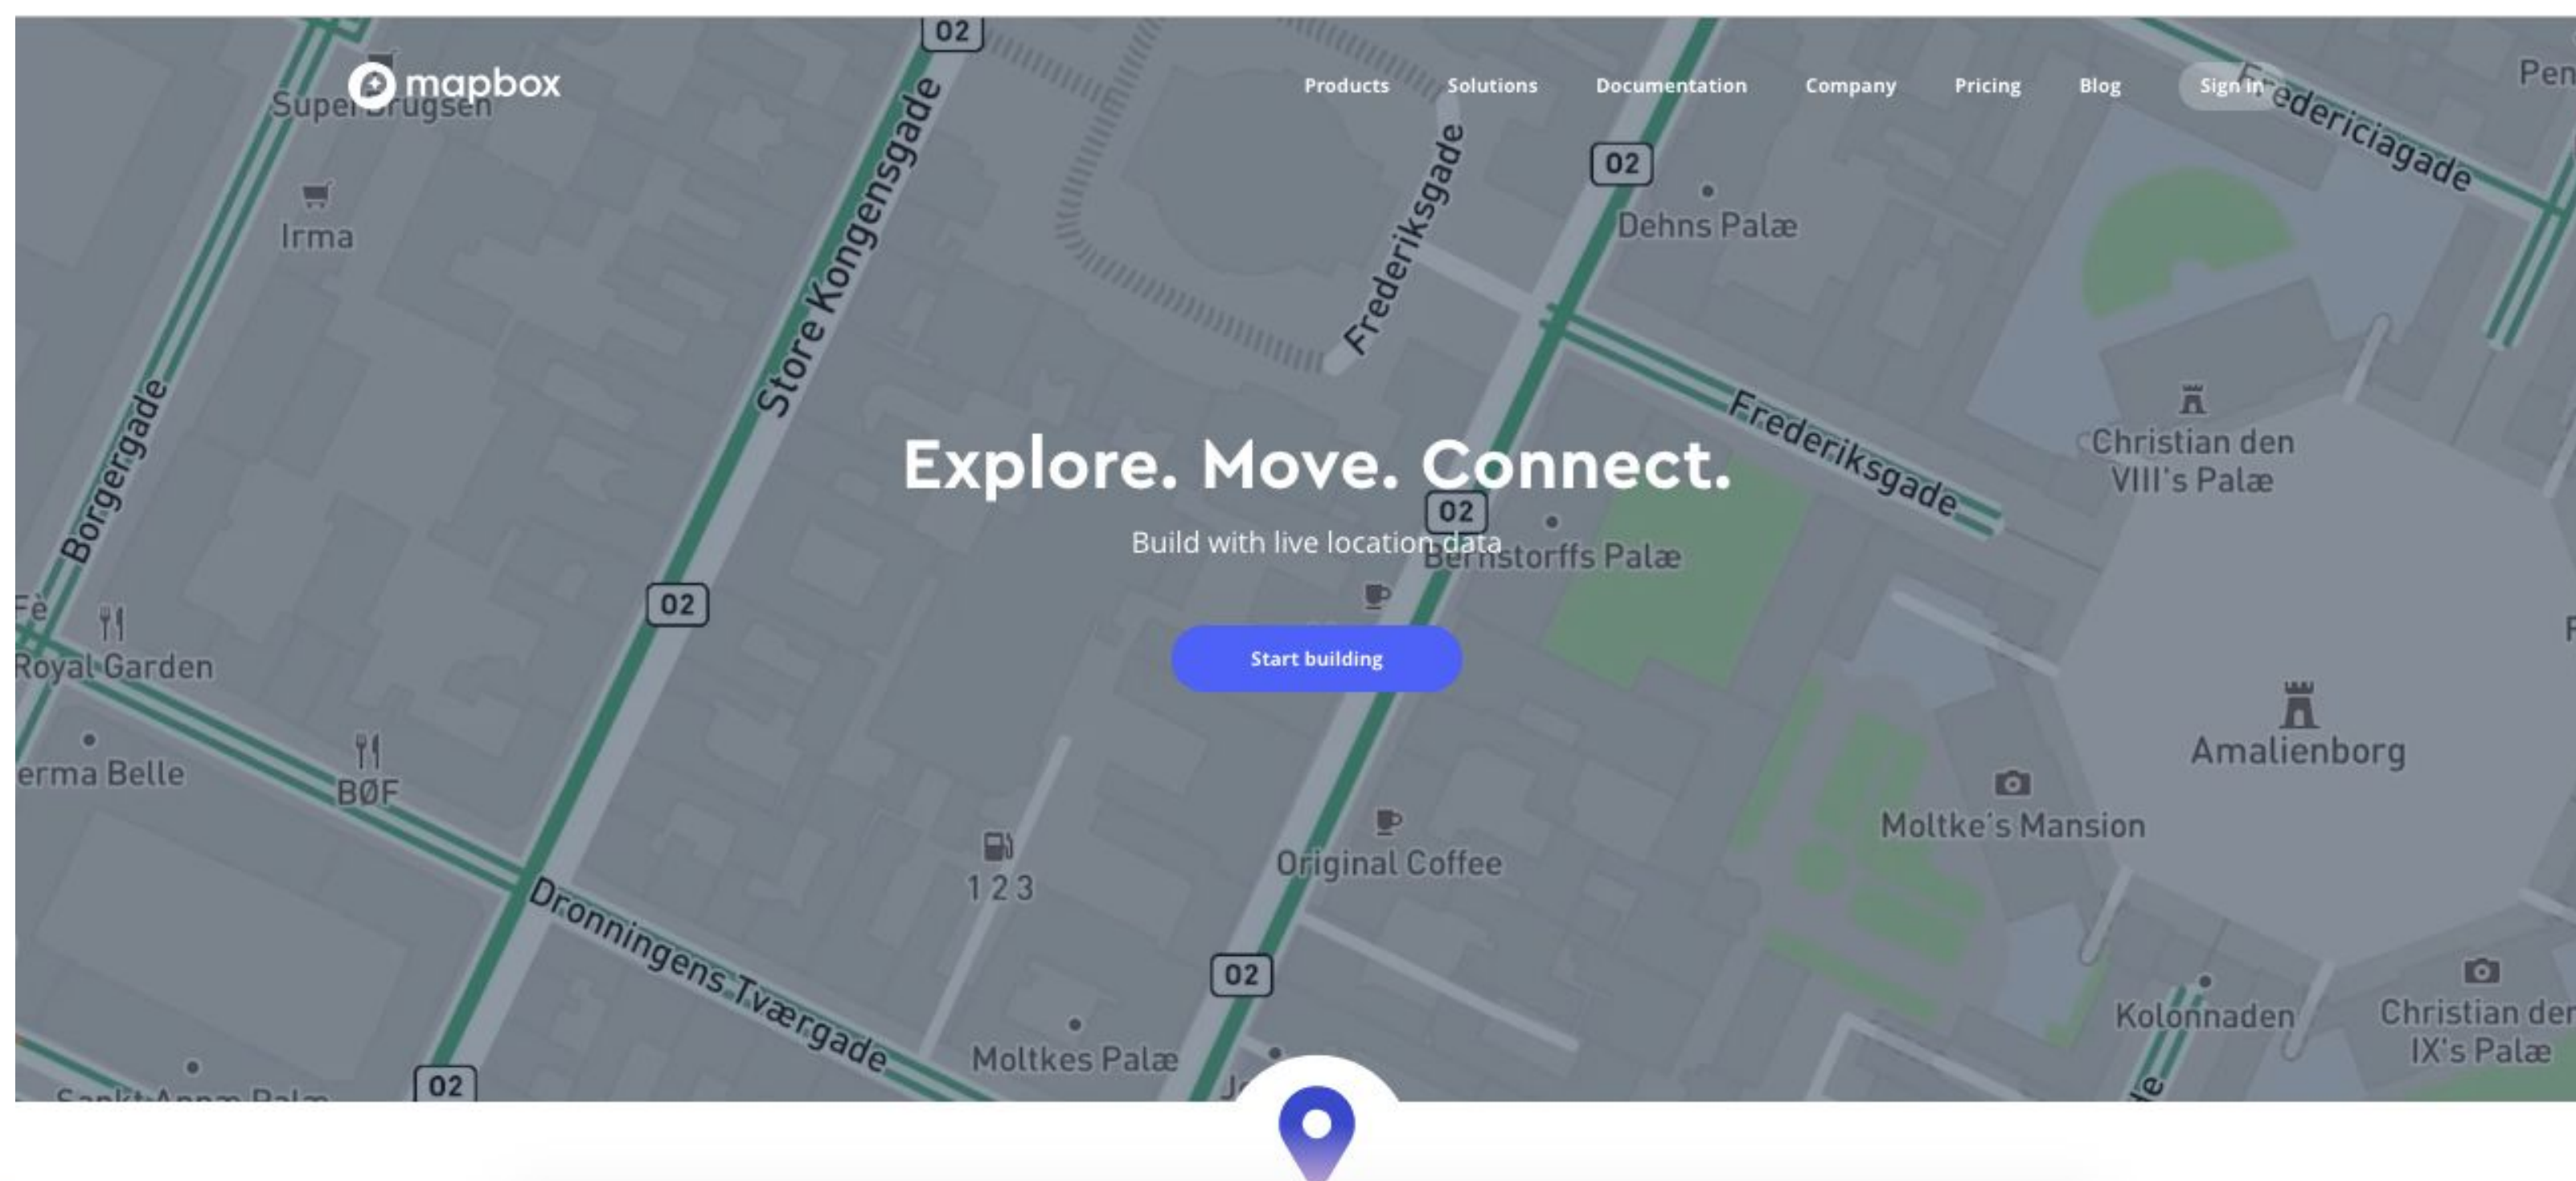 02
mapbox
Products Solutions Documentation Company Pricing Blog Sign in
SuperBrugsen
Fredericiagade
Store Kongensgade
Frederiksgade
02
Dehns Palæ
Irma
Borgergade
Frederiksgade
Christian den
VIII's Palæ
Explore. Move. Connect.
02
Build with live location data
Bernstorffs Palæ
02
Royal Garden
Start building
Amalienborg
BØF
Moltke's Mansion
Original Coffee
1 2 3
Dronningens Tværgade
02
Kolonnaden
Christian den
IX's Palæ
Moltkes Palæ
02